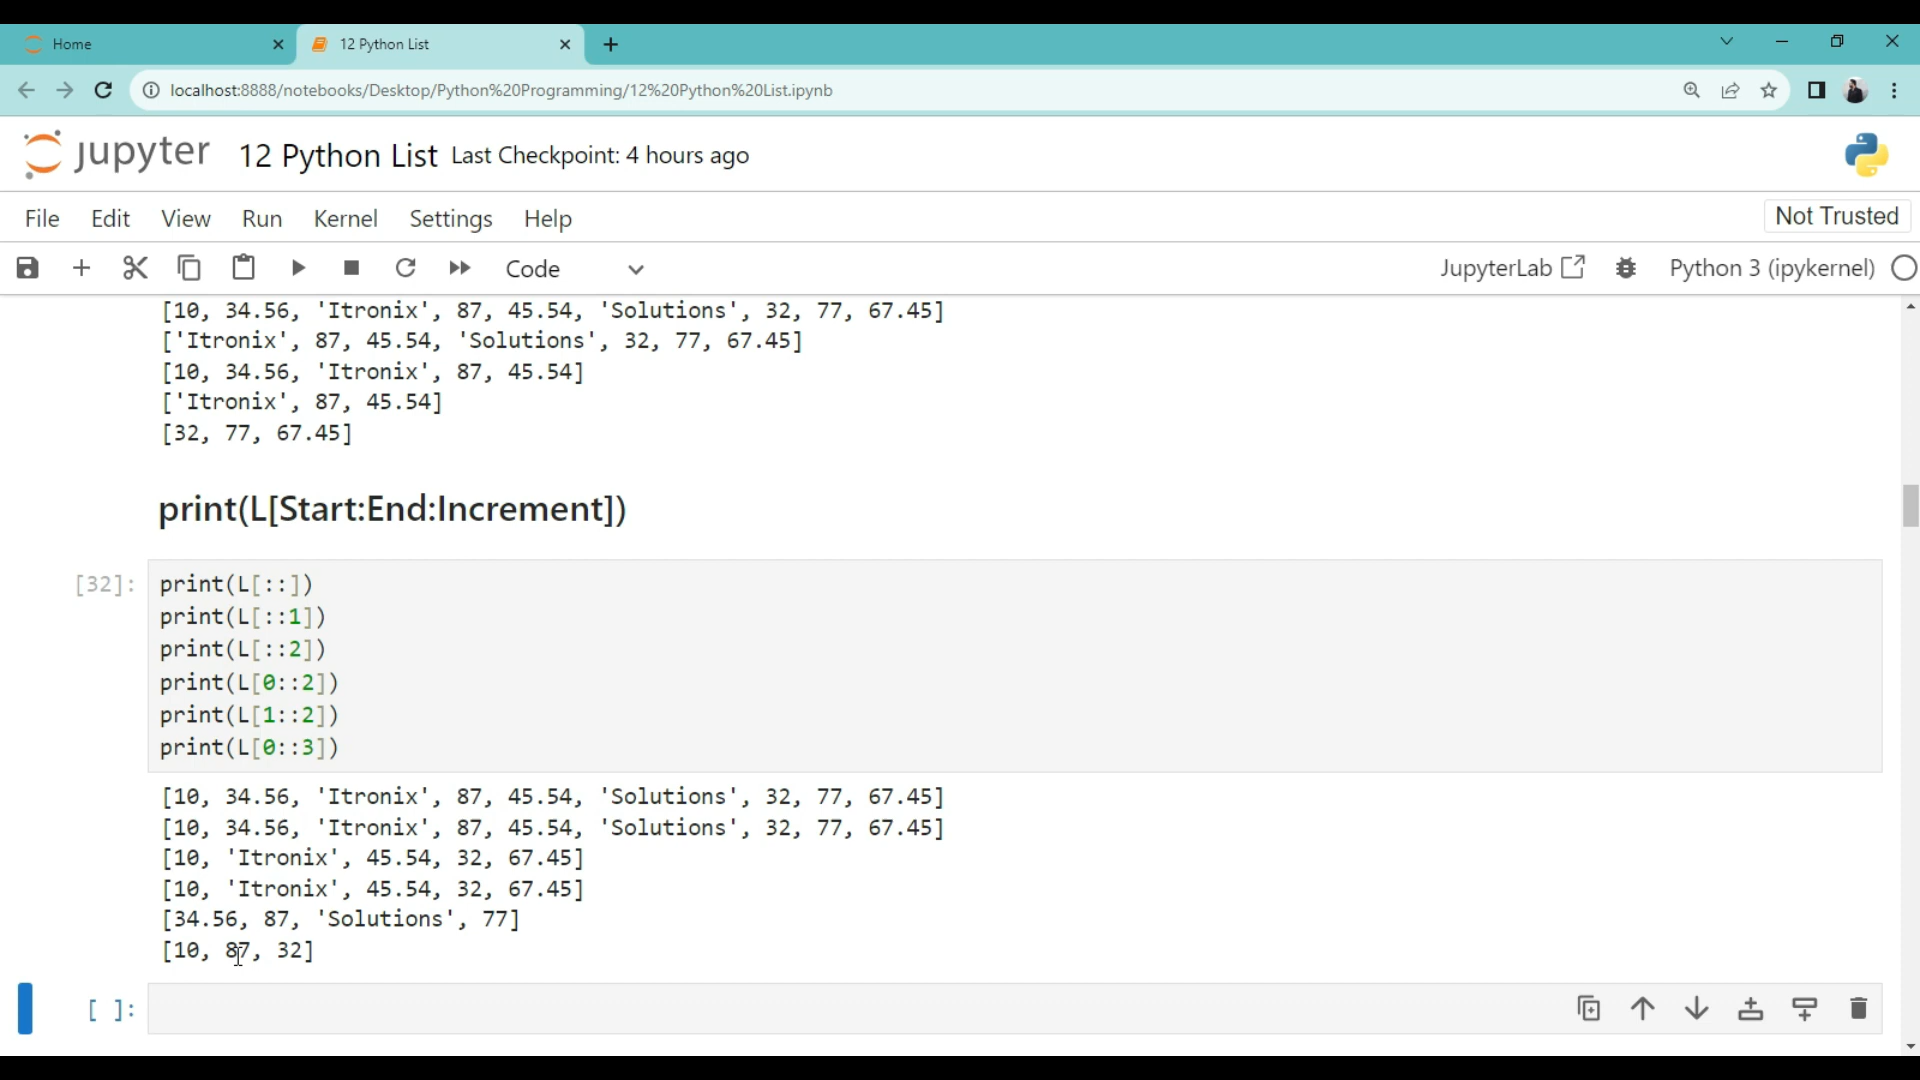 Home
12 Python List
localhost:8888/notebooks/Desktop/Python%20Programming/12%20Python%20List.ipynb
jupyter 12 Python List Last Checkpoint: 4 hours ago
File Edit View Run Kernel Settings Help Not Trusted
Code JupyterLab Python 3 (ipykernel)
[10, 34.56, 'Itronix', 87, 45.54, 'Solutions', 32, 77, 67.45]
['Itronix', 87, 45.54, 'Solutions', 32, 77, 67.45]
[10, 34.56, 'Itronix', 87, 45.54]
['Itronix', 87, 45.54]
[32, 77, 67.45]
print(L[Start:End:Increment])
[32]: print(L[::])
print(L[::1])
print(L[::2])
print(L[0::2])
print(L[1::2])
print(L[0::3])
[10, 34.56, 'Itronix', 87, 45.54, 'Solutions', 32, 77, 67.45]
[10, 34.56, 'Itronix', 87, 45.54, 'Solutions', 32, 77, 67.45]
[10, 'Itronix', 45.54, 32, 67.45]
[10, 'Itronix', 45.54, 32, 67.45]
[34.56, 87, 'Solutions', 77]
[10, 87, 32]
[ ]: